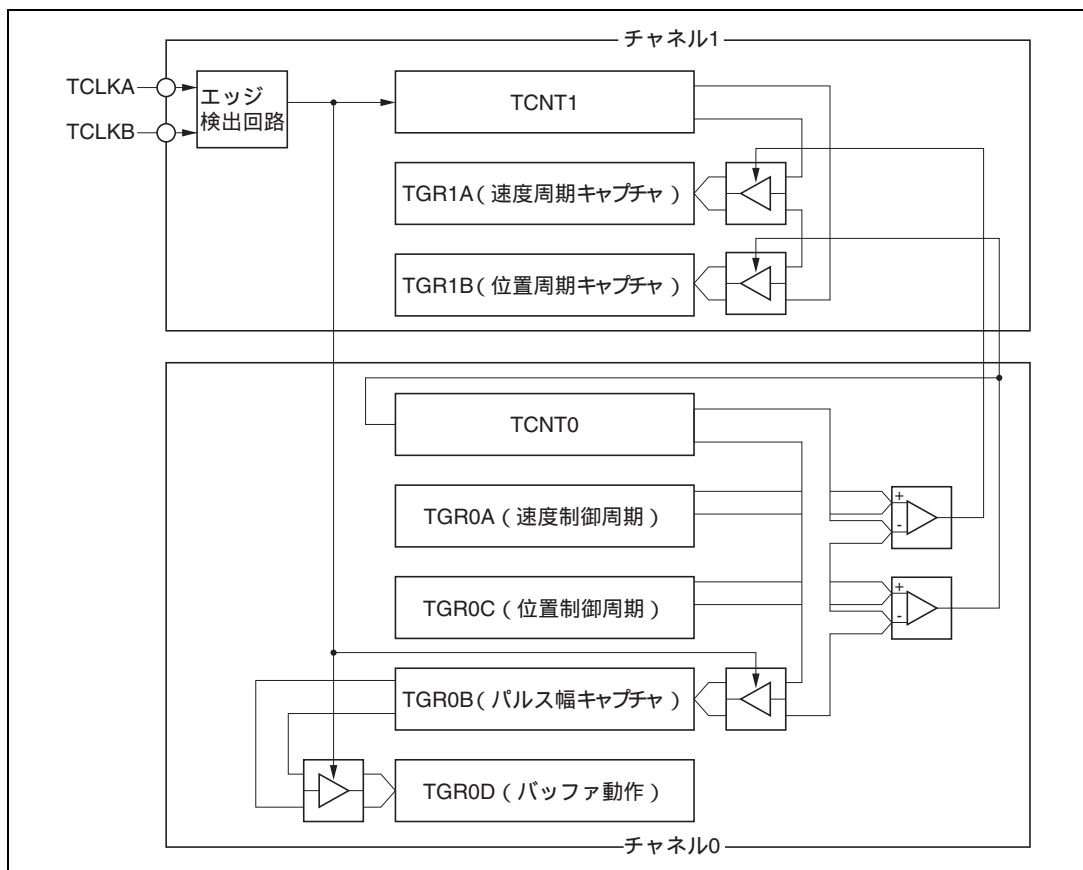 チャネル1
TCLKA
TCLKB
エッジ
検出回路
TCNT1
TGR1A(速度周期キャプチャ)
TGR1B(位置周期キャプチャ)
TCNT0
TGR0A(速度制御周期)
+
-
TGR0C(位置制御周期)
+
-
TGR0B(パルス幅キャプチャ)
TGR0D(バッファ動作)
チャネル0